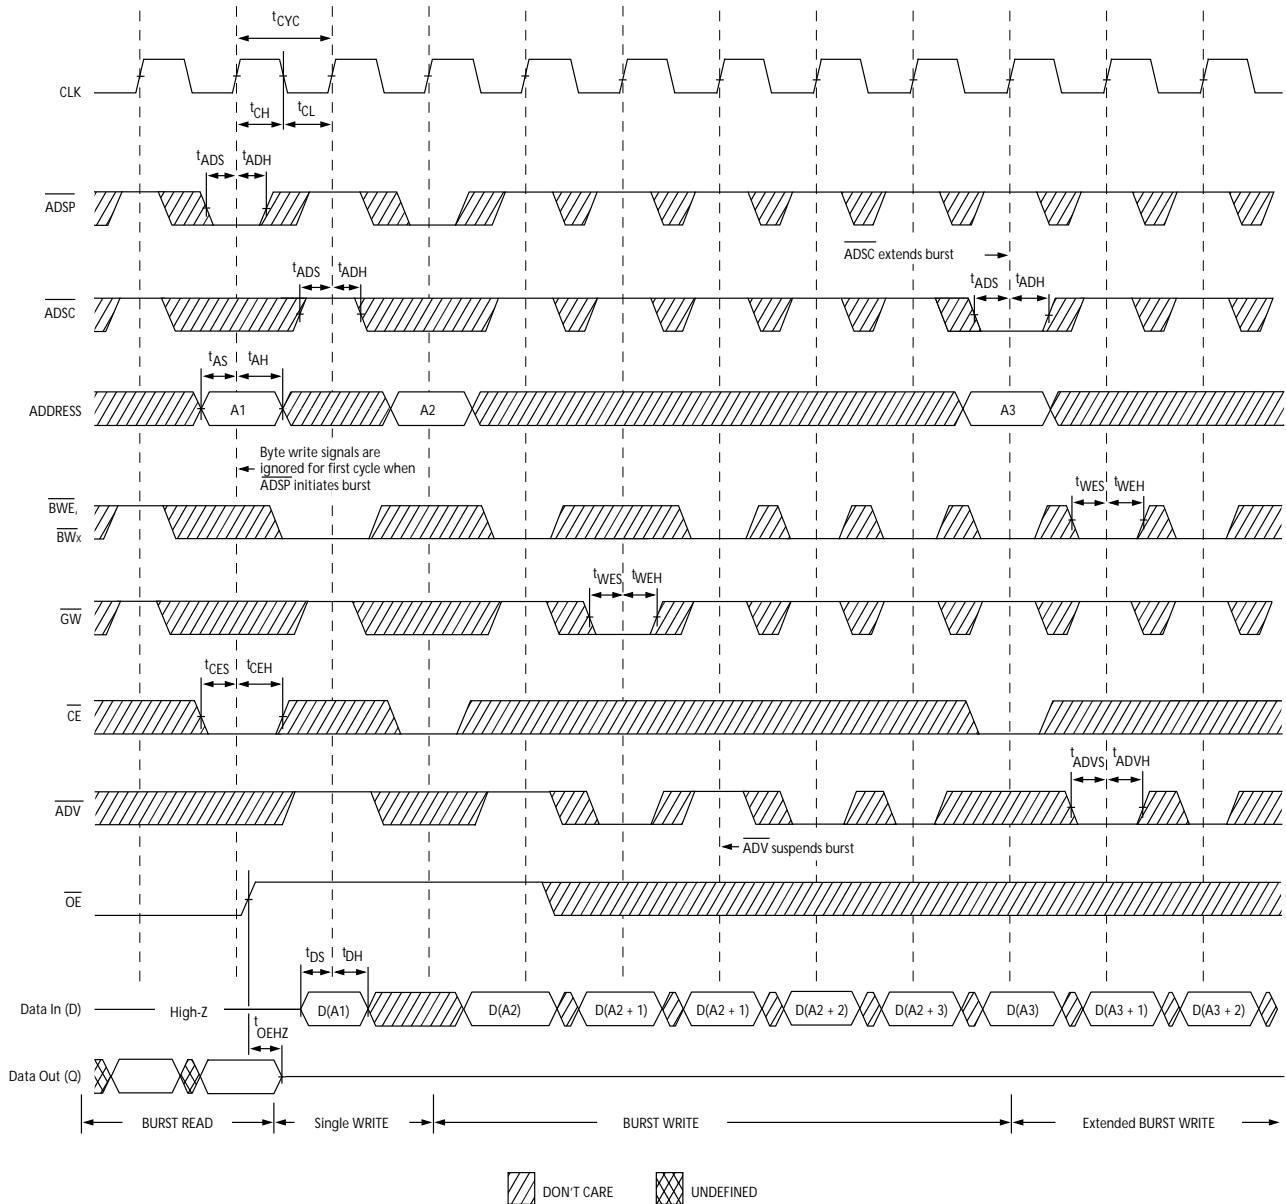 tCYC
CLK
tCH
tCL
tADS
tADH
ADSP
ADSC extends burst
tADS
tADH
tADS
tADH
ADSC
tAS
tAH
ADDRESS
A1
A2
A3
Byte write signals are
ignored for first cycle when
ADSP initiates burst
tWES
tWEH
BWE,
BWx
tWES
tWEH
GW
tCES
tCEH
CE
tADVS
tADVH
ADV
ADV suspends burst
OE
tDS
tDH
Data In (D)
High-Z
D(A1)
D(A2)
D(A2 + 1)
D(A2 + 1)
D(A2 + 2)
D(A2 + 3)
D(A3)
D(A3 + 1)
D(A3 + 2)
tOEHZ
Data Out (Q)
BURST READ
Single WRITE
BURST WRITE
Extended BURST WRITE
DON'T CARE
UNDEFINED